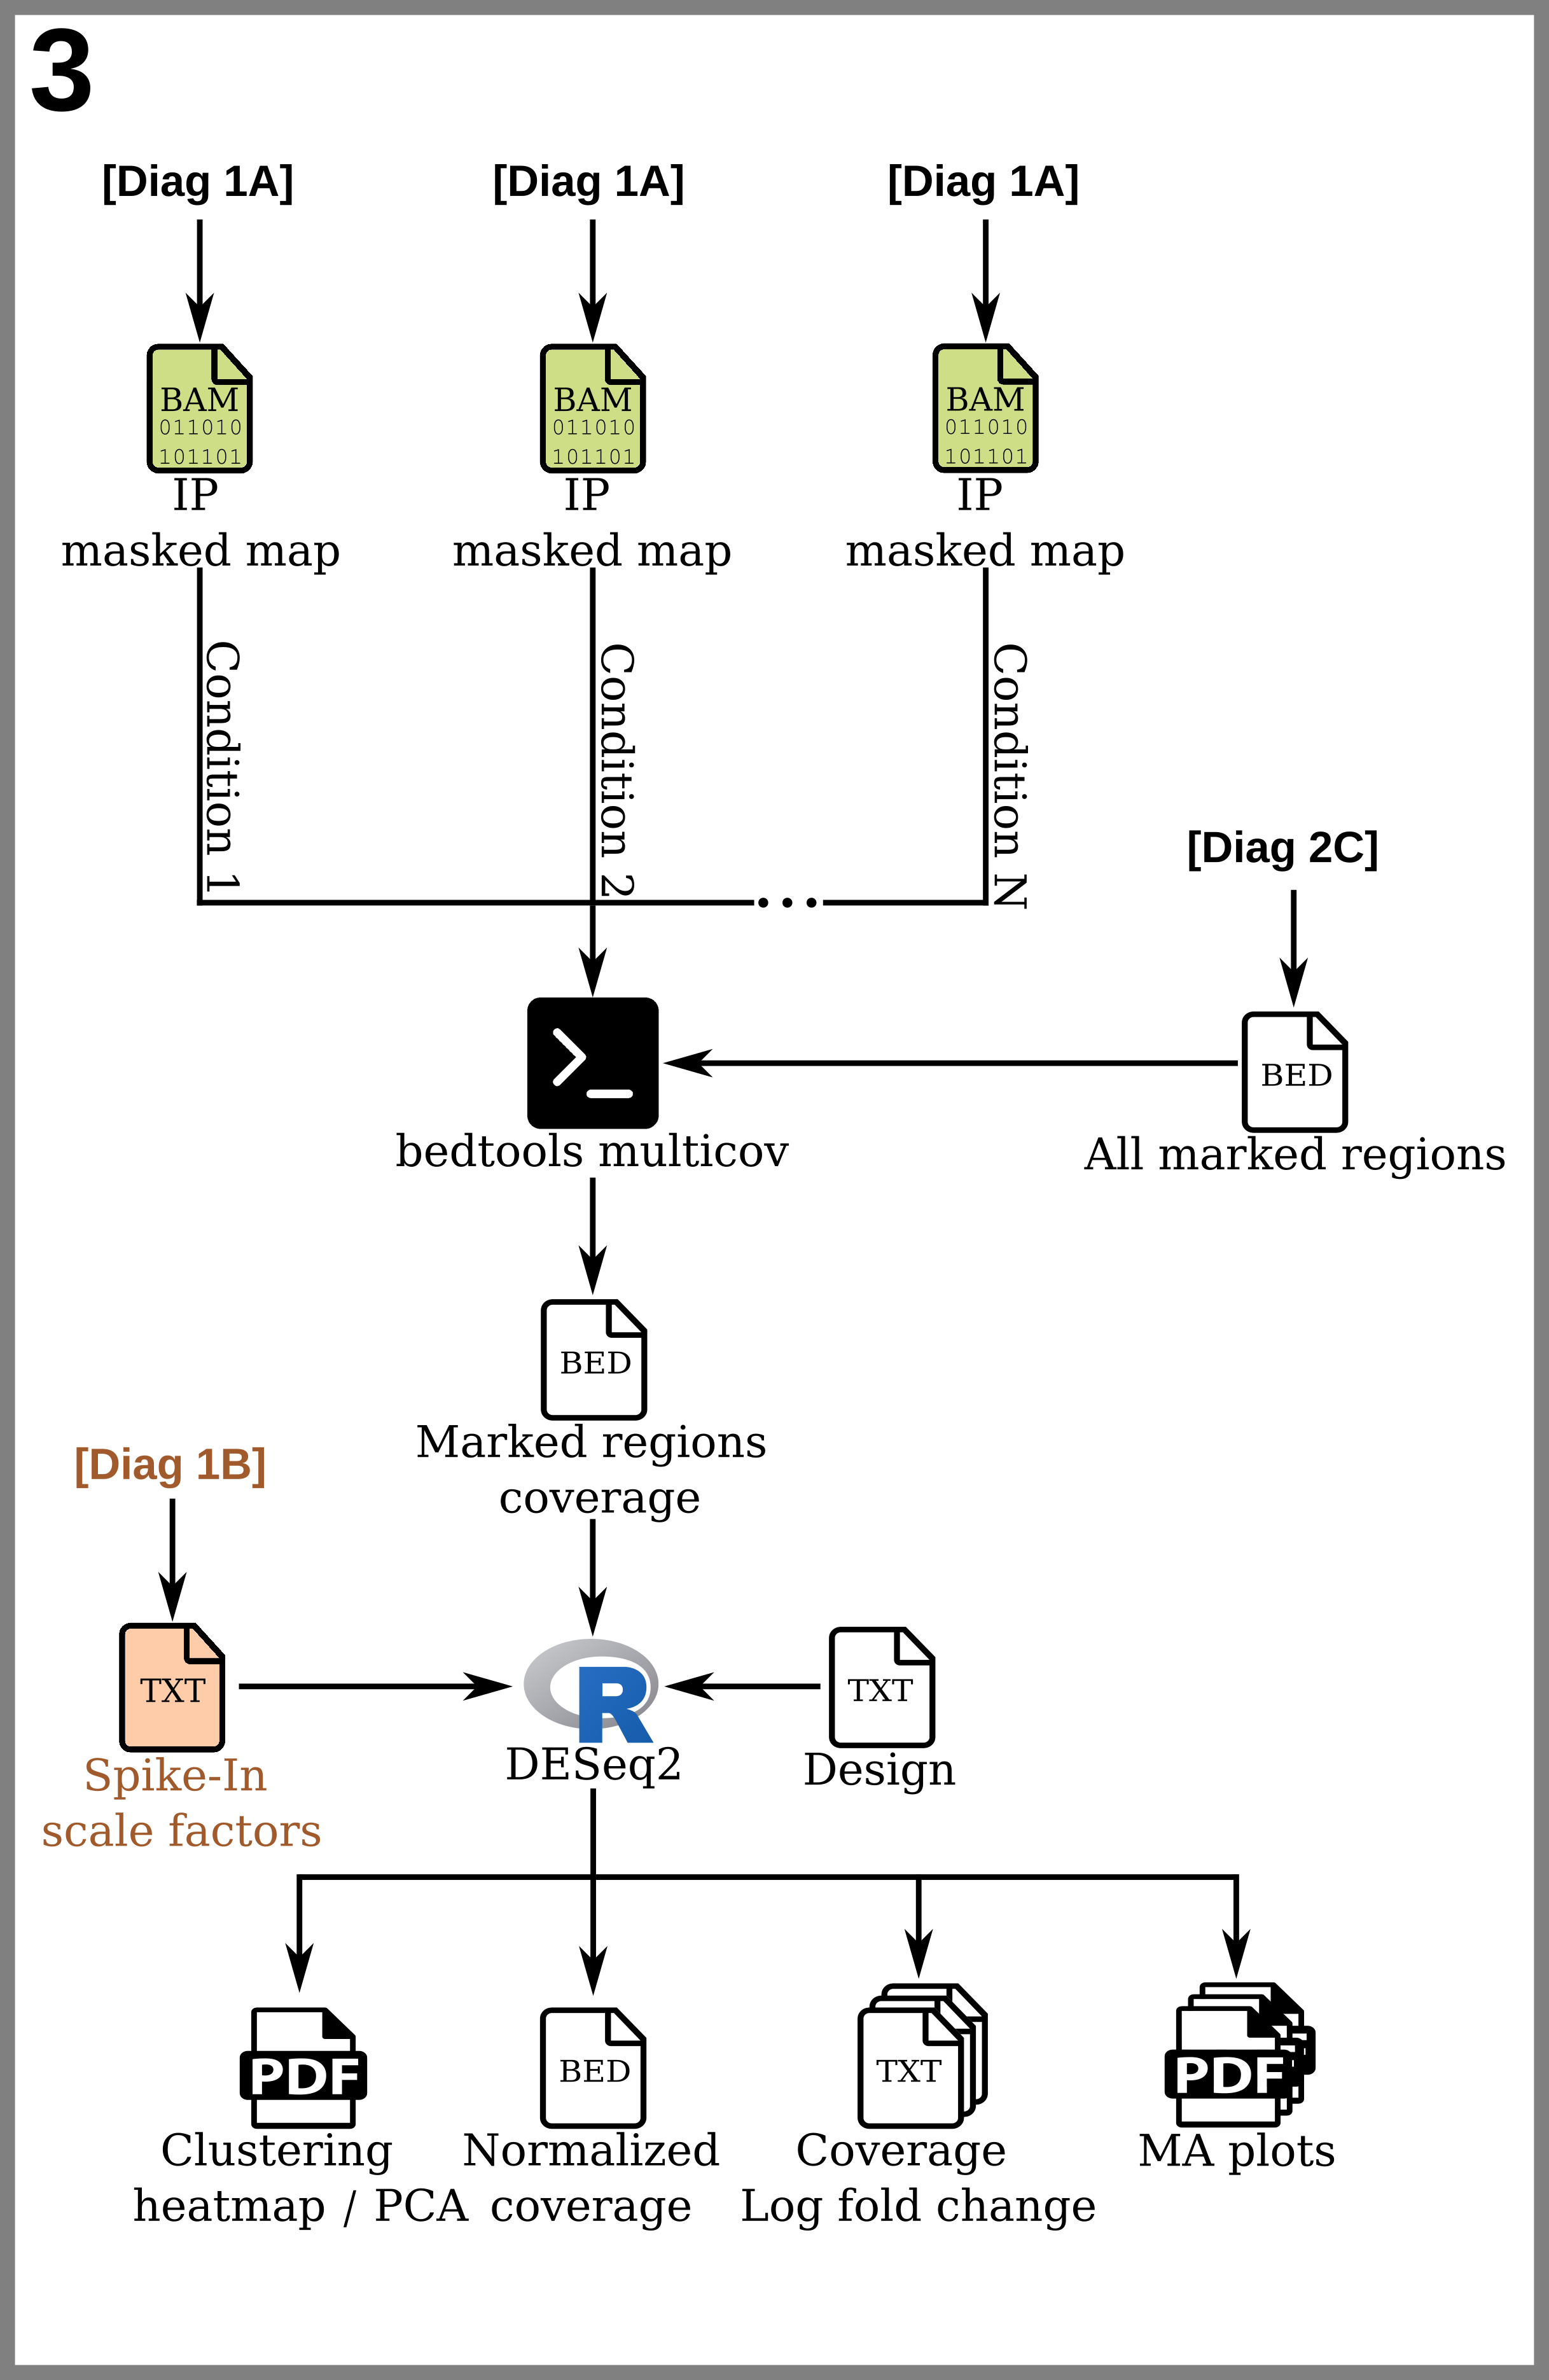 3
[Diag 1A]
[Diag 1A]
[Diag 1A]
BAM
011010
101101
BAM
011010
101101
BAM
011010
101101
IP
masked map
IP
masked map
IP
masked map
Condition 1
Condition 2
Condition N
...
[Diag 2C]
>_
BED
bedtools multicov
All marked regions
BED
Marked regions
coverage
[Diag 1B]
TXT
Spike-In
scale factors
R
DESeq2
TXT
Design
PDF
Clustering
heatmap / PCA
BED
Normalized
coverage
TXT
Coverage
Log fold change
PDF
MA plots